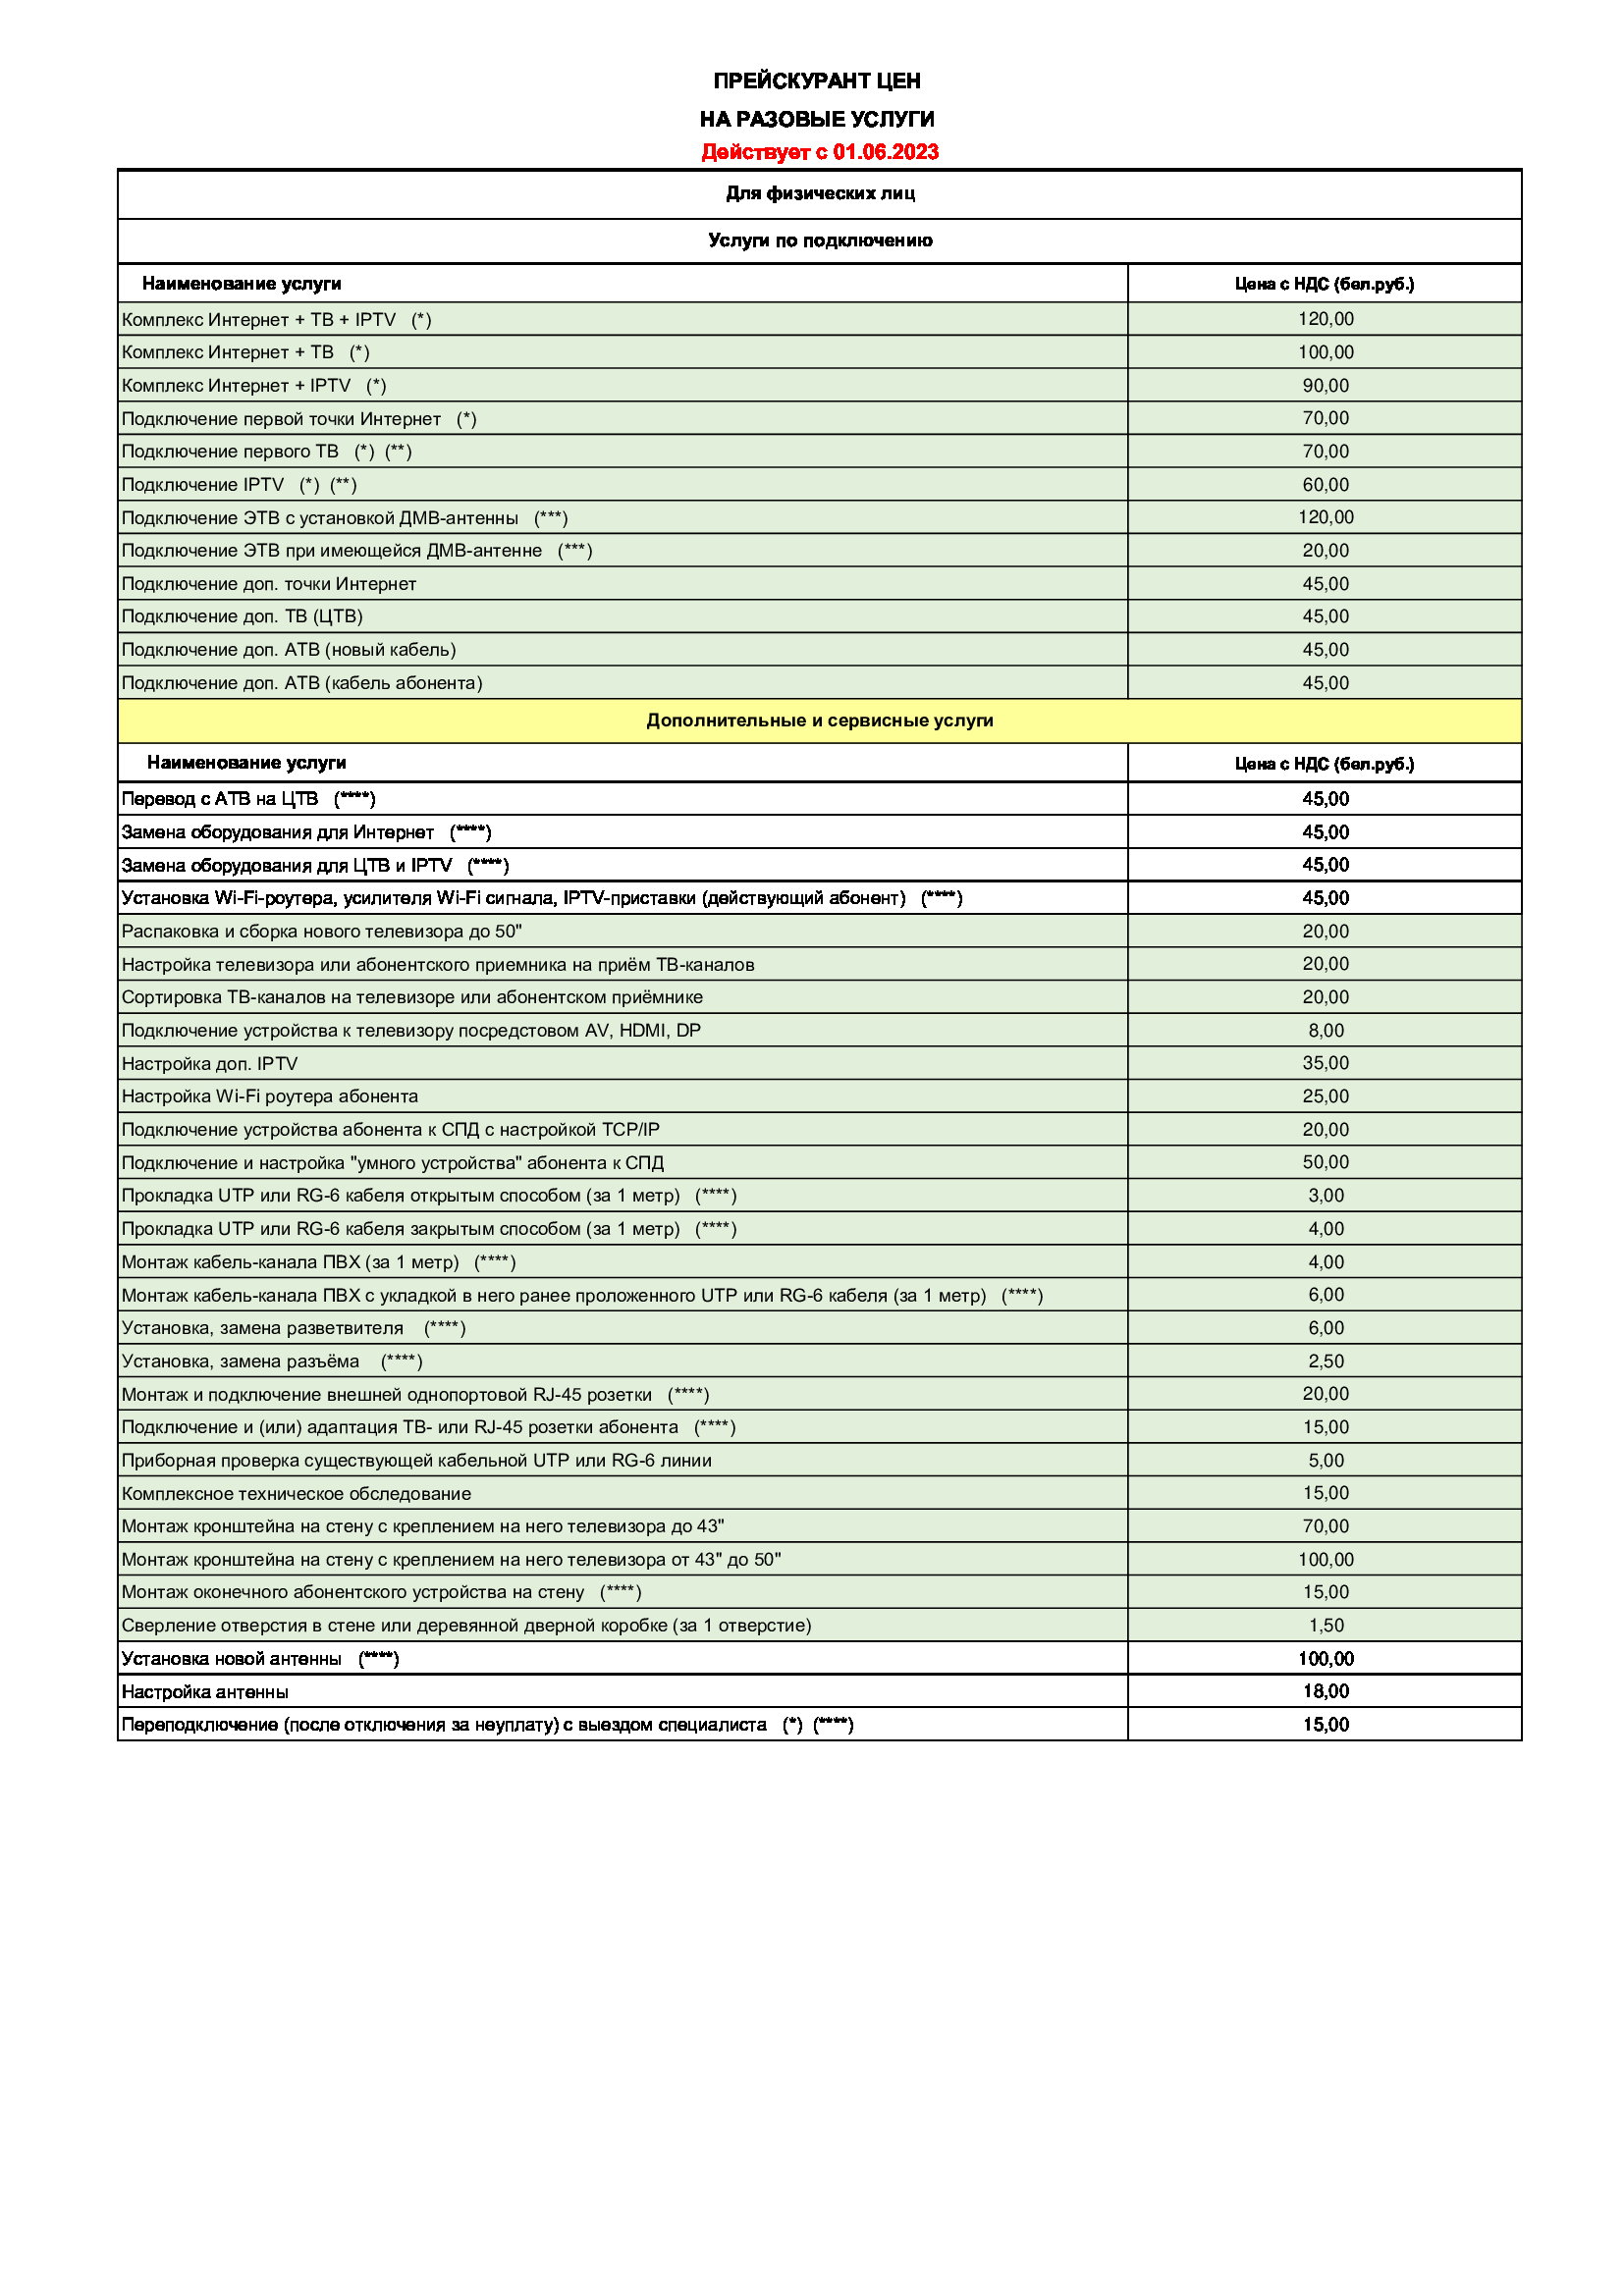 ПРЕЙСКУРАНТ ЦЕН
НА РАЗОВЫЕ УСЛУГИ
Действует с 01.06.2023
Для физических лиц
Услуги по подключению
Наименование услуги Цена с НДС (бел.руб.)
Комплекс Интернет + ТВ + IPTV (*) 120,00
Комплекс Интернет + ТВ (*) 100,00
Комплекс Интернет + IPTV (*) 90,00
Подключение первой точки Интернет (*) 70,00
Подключение первого ТВ (*) (**) 70,00
Подключение IPTV (*) (**) 60,00
Подключение ЭТВ с установкой ДМВ-антенны (***) 120,00
Подключение ЭТВ при имеющейся ДМВ-антенне (***) 20,00
Подключение доп. точки Интернет 45,00
Подключение доп. ТВ (ЦТВ) 45,00
Подключение доп. АТВ (новый кабель) 45,00
Подключение доп. АТВ (кабель абонента) 45,00
Дополнительные и сервисные услуги
Наименование услуги Цена с НДС (бел.руб.)
Перевод с АТВ на ЦТВ (****) 45,00
Замена оборудования для Интернет (****) 45,00
Замена оборудования для ЦТВ и IPTV (****) 45,00
Установка Wi-Fi-роутера, усилителя Wi-Fi сигнала, IPTV-приставки (действующий абонент) (****) 45,00
Распаковка и сборка нового телевизора до 50" 20,00
Настройка телевизора или абонентского приемника на приём ТВ-каналов 20,00
Сортировка ТВ-каналов на телевизоре или абонентском приёмнике 20,00
Подключение устройства к телевизору посредстовом AV, HDMI, DP 8,00
Настройка доп. IPTV 35,00
Настройка Wi-Fi роутера абонента 25,00
Подключение устройства абонента к СПД с настройкой TCP/IP 20,00
Подключение и настройка "умного устройства" абонента к СПД 50,00
Прокладка UTP или RG-6 кабеля открытым способом (за 1 метр) (****) 3,00
Прокладка UTP или RG-6 кабеля закрытым способом (за 1 метр) (****) 4,00
Монтаж кабель-канала ПВХ (за 1 метр) (****) 4,00
Монтаж кабель-канала ПВХ с укладкой в него ранее проложенного UTP или RG-6 кабеля (за 1 метр) (****) 6,00
Установка, замена разветвителя (****) 6,00
Установка, замена разъёма (****) 2,50
Монтаж и подключение внешней однопортовой RJ-45 розетки (****) 20,00
Подключение и (или) адаптация ТВ- или RJ-45 розетки абонента (****) 15,00
Приборная проверка существующей кабельной UTP или RG-6 линии 5,00
Комплексное техническое обследование 15,00
Монтаж кронштейна на стену с креплением на него телевизора до 43" 70,00
Монтаж кронштейна на стену с креплением на него телевизора от 43" до 50" 100,00
Монтаж оконечного абонентского устройства на стену (****) 15,00
Сверление отверстия в стене или деревянной дверной коробке (за 1 отверстие) 1,50
Установка новой антенны (****) 100,00
Настройка антенны 18,00
Переподключение (после отключения за неуплату) с выездом специалиста (*) (****) 15,00